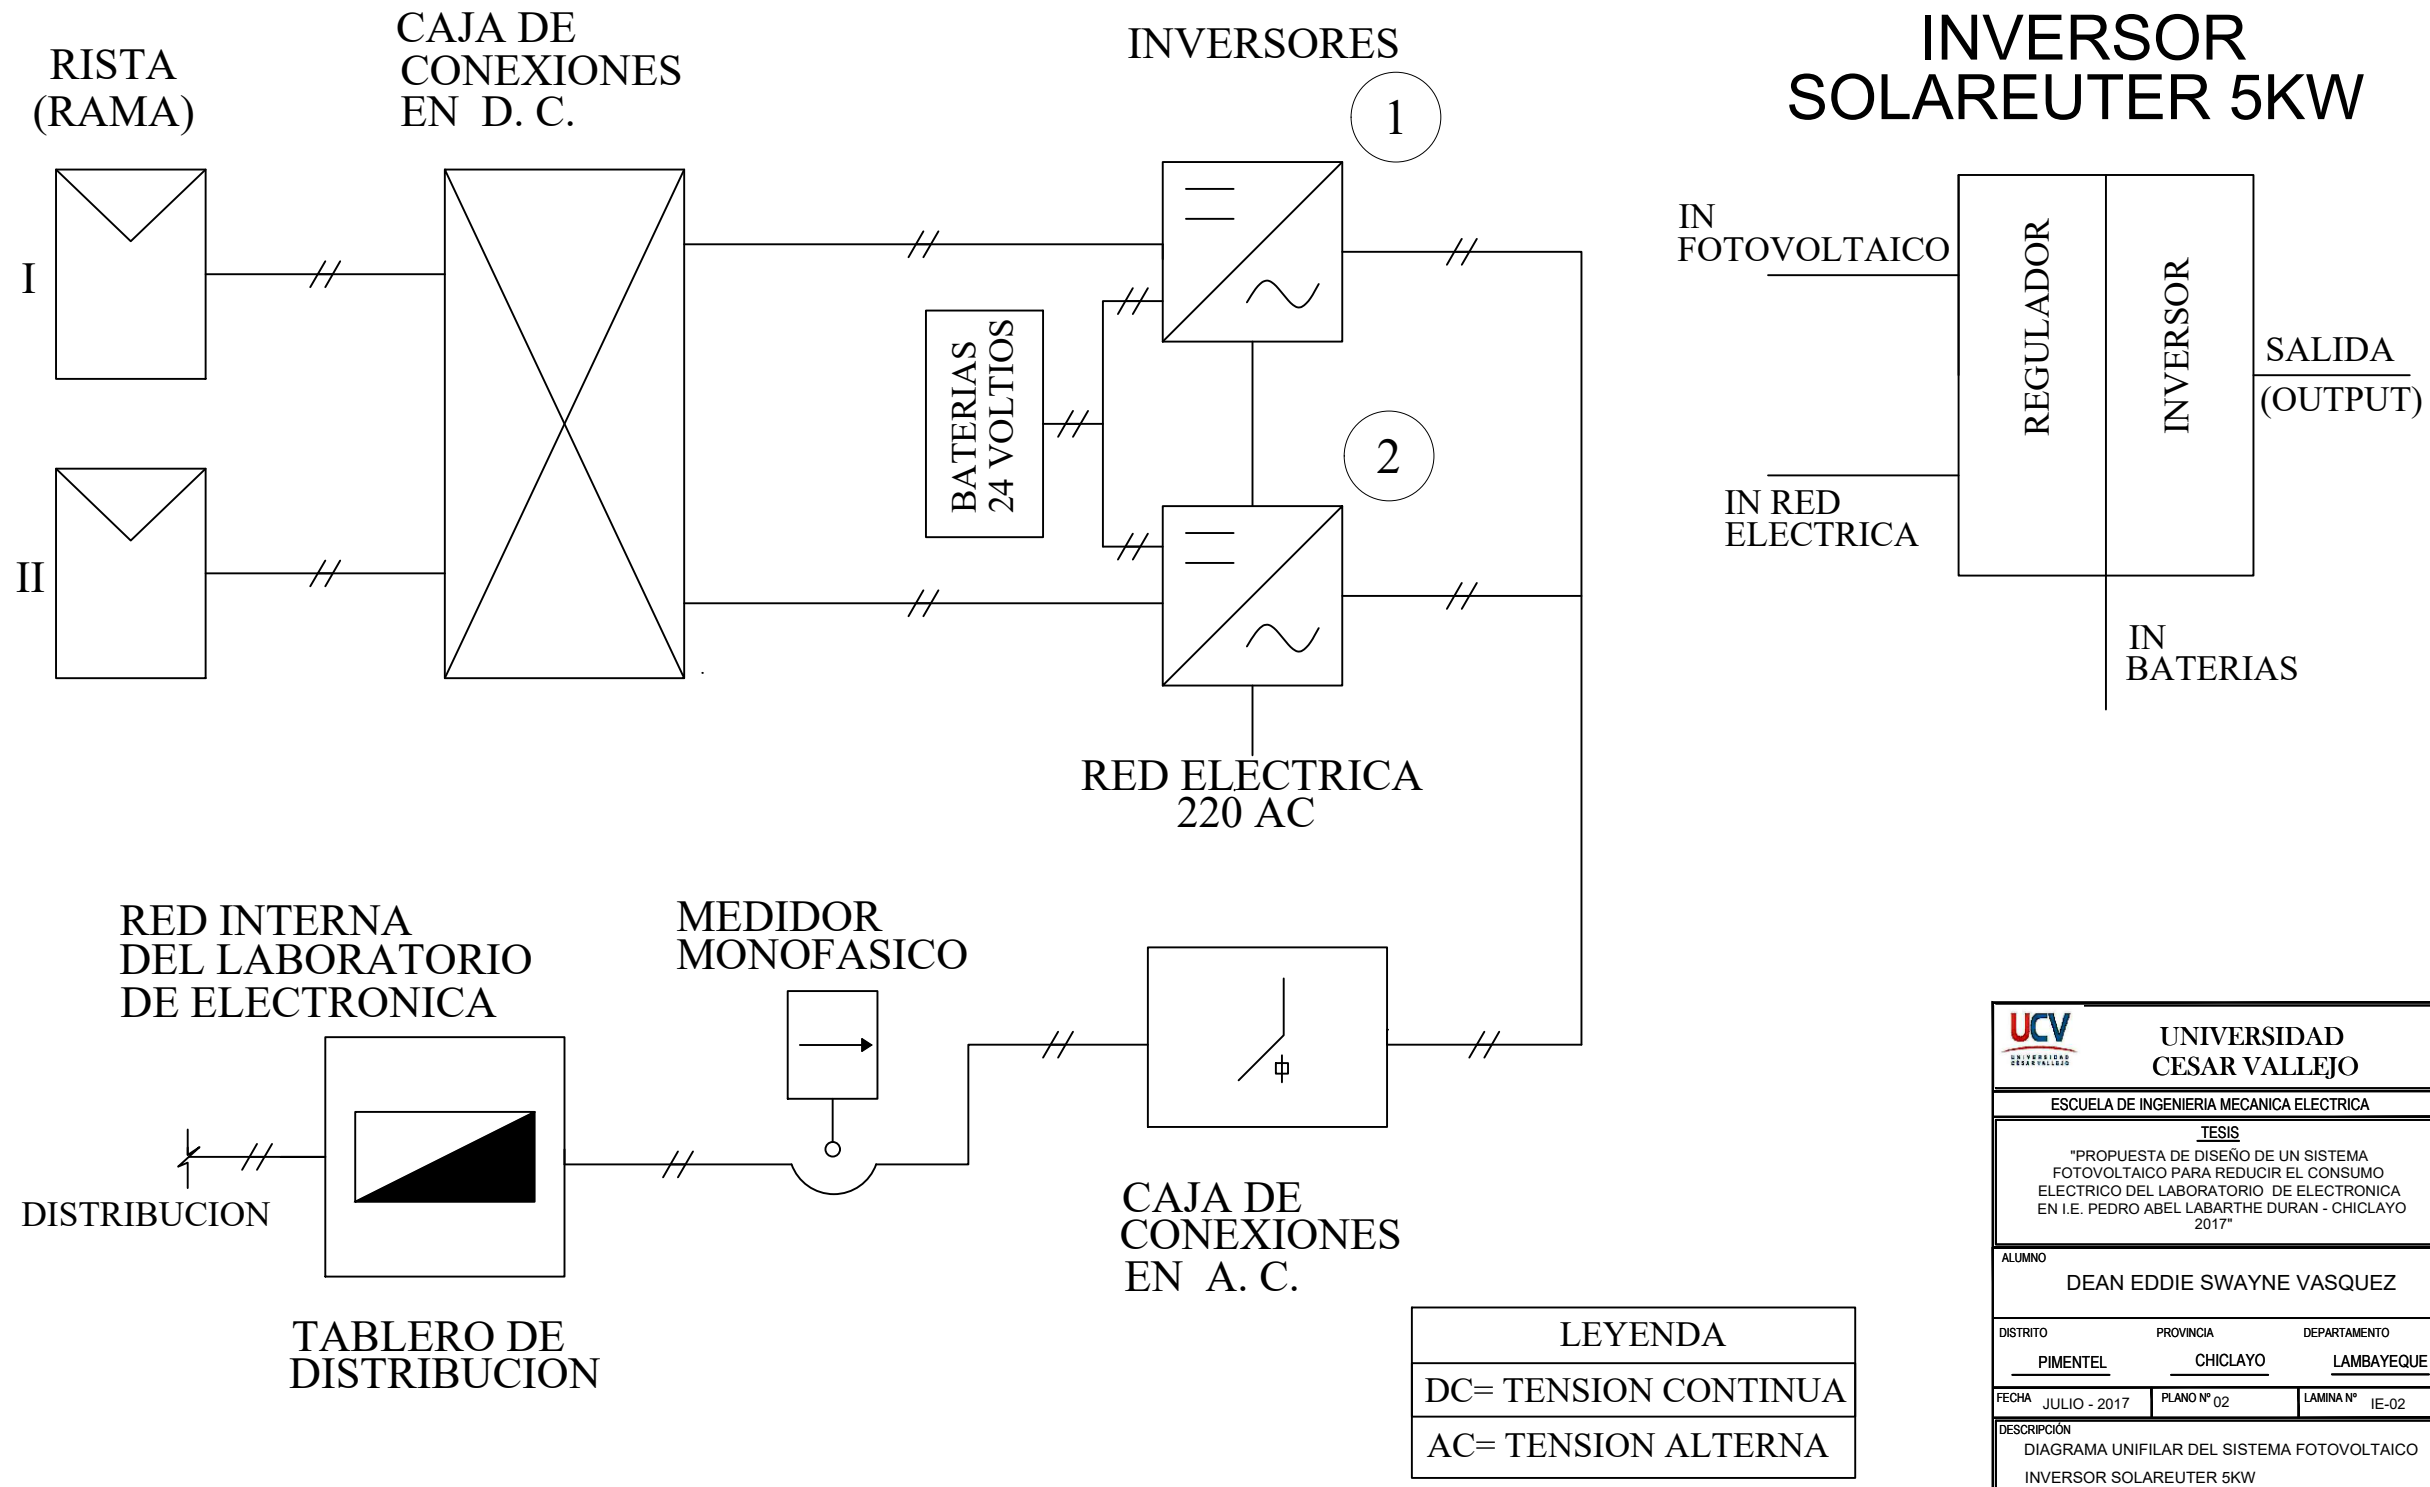 RISTA
(RAMA)
CAJA DE
CONEXIONES
EN D. C.
INVERSORES
1
INVERSOR
SOLAREUTER 5KW
I
II
BATERIAS
24 VOLTIOS
2
RED ELECTRICA
220 AC
IN
FOTOVOLTAICO
REGULADOR
INVERSOR
SALIDA
(OUTPUT)
IN RED
ELECTRICA
IN
BATERIAS
RED INTERNA
DEL LABORATORIO
DE ELECTRONICA
MEDIDOR
MONOFASICO
DISTRIBUCION
TABLERO DE
DISTRIBUCION
CAJA DE
CONEXIONES
EN A. C.
LEYENDA
DC= TENSION CONTINUA
AC= TENSION ALTERNA
UCV
UNIVERSIDAD
CESAR VALLEJO
UNIVERSIDAD
CESAR VALLEJO
ESCUELA DE INGENIERIA MECANICA ELECTRICA
TESIS
"PROPUESTA DE DISEÑO DE UN SISTEMA
FOTOVOLTAICO PARA REDUCIR EL CONSUMO
ELECTRICO DEL LABORATORIO DE ELECTRONICA
EN I.E. PEDRO ABEL LABARTHE DURAN - CHICLAYO
2017"
ALUMNO
DEAN EDDIE SWAYNE VASQUEZ
DISTRITO PROVINCIA DEPARTAMENTO
PIMENTEL CHICLAYO LAMBAYEQUE
FECHA JULIO - 2017 PLANO Nº 02 LAMINA Nº IE-02
DESCRIPCIÓN
DIAGRAMA UNIFILAR DEL SISTEMA FOTOVOLTAICO
INVERSOR SOLAREUTER 5KW